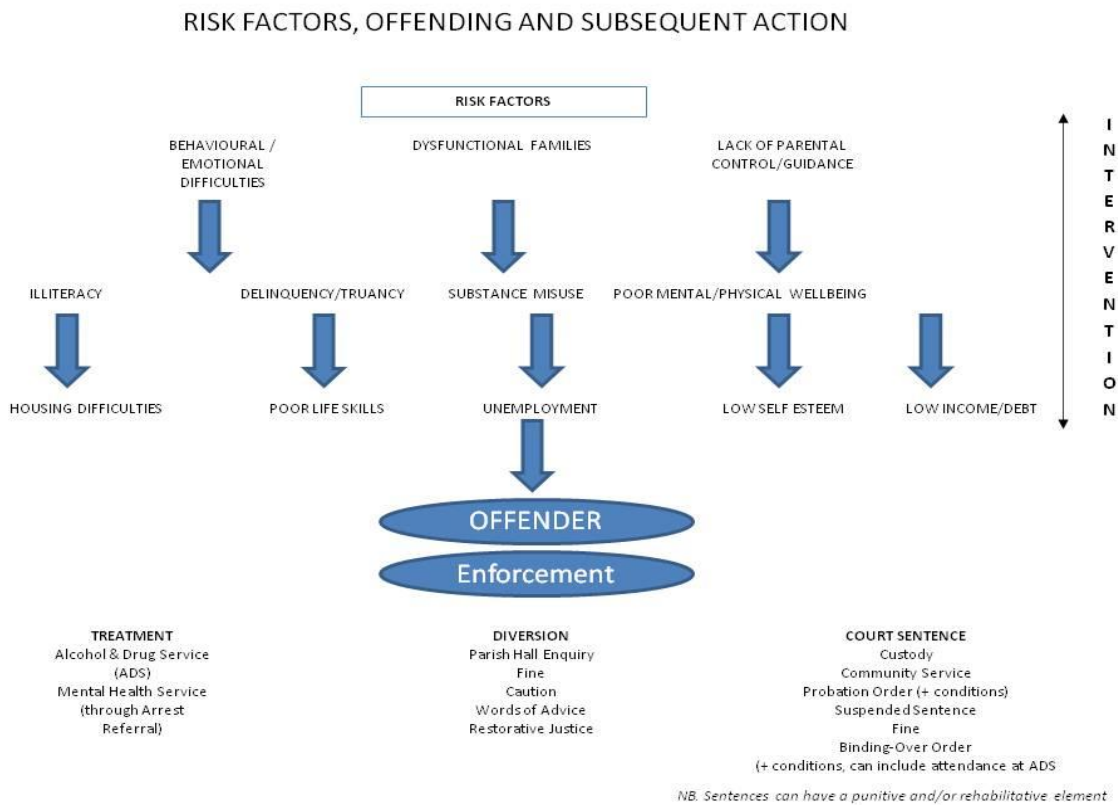 RISK FACTORS, OFFENDING AND SUBSEQUENT ACTION
RISK FACTORS
BEHAVIOURAL /
EMOTIONAL
DIFFICULTIES
DYSFUNCTIONAL FAMILIES
LACK OF PARENTAL
CONTROL/GUIDANCE
ILLITERACY
DELINQUENCY/TRUANCY
SUBSTANCE MISUSE
POOR MENTAL/PHYSICAL WELLBEING
HOUSING DIFFICULTIES
POOR LIFE SKILLS
UNEMPLOYMENT
LOW SELF ESTEEM
LOW INCOME/DEBT
INTERVENTION
OFFENDER
Enforcement
TREATMENT
Alcohol & Drug Service
(ADS)
Mental Health Service
(through Arrest
Referral)
DIVERSION
Parish Hall Enquiry
Fine
Caution
Words of Advice
Restorative Justice
COURT SENTENCE
Custody
Community Service
Probation Order (+ conditions)
Suspended Sentence
Fine
Binding-Over Order
(+ conditions, can include attendance at ADS
NB. Sentences can have a punitive and/or rehabilitative element